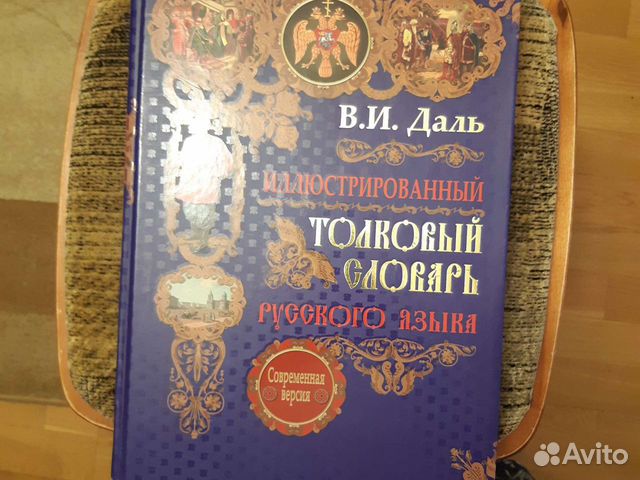 В.И. Даль
ИЛЛЮСТРИРОВАННЫЙ
ТОЛКОВЫЙ
СЛОВАРЬ
РУССКОГО ЯЗЫКА
Современная
версия
Avito